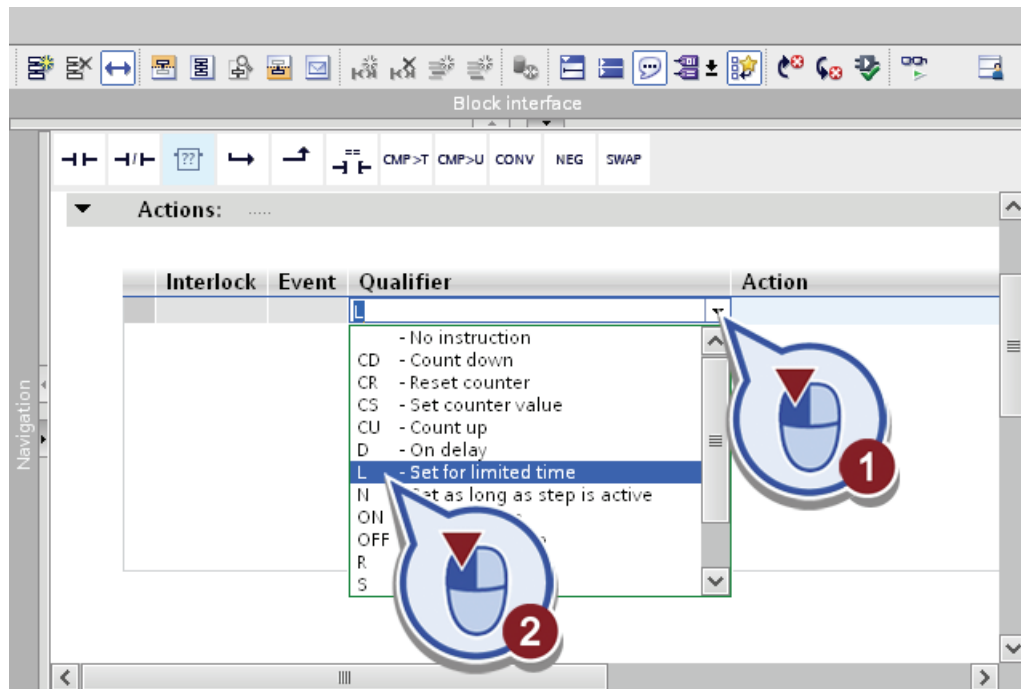 Block interface
??
==
CMP>T CMP>U CONV NEG SWAP
Actions: .....
Interlock Event Qualifier Action
L
- No instruction
CD - Count down
CR - Reset counter
CS - Set counter value
CU - Count up
D - On delay
L - Set for limited time
N - Set as long as step is active
ON
OFF
R
S
1
2
Navigation